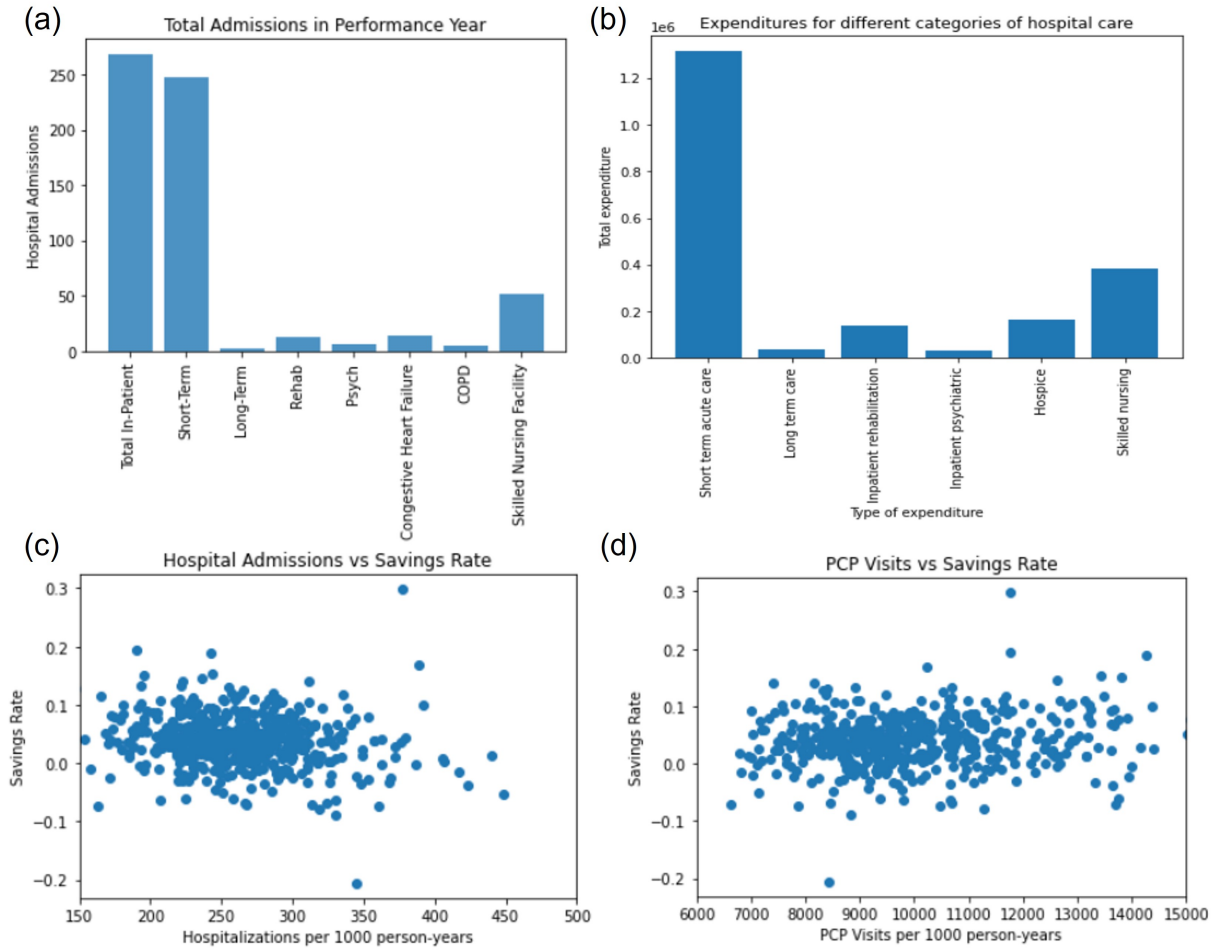 (a)
Total Admissions in Performance Year
Hospital Admissions
250
200
150
100
50
0
Total In-Patient
Short-Term
Long-Term
Rehab
Psych
Congestive Heart Failure
COPD
Skilled Nursing Facility
(b)
Expenditures for different categories of hospital care
1e6
Total expenditure
1.2
1.0
0.8
0.6
0.4
0.2
0.0
Short term acute care
Long term care
Inpatient rehabilitation
Inpatient psychiatric
Hospice
Skilled nursing
Type of expenditure
(c)
Hospital Admissions vs Savings Rate
Savings Rate
0.3
0.2
0.1
0.0
−0.1
−0.2
150 200 250 300 350 400 450 500
Hospitalizations per 1000 person-years
(d)
PCP Visits vs Savings Rate
Savings Rate
0.3
0.2
0.1
0.0
−0.1
−0.2
6000 7000 8000 9000 10000 11000 12000 13000 14000 15000
PCP Visits per 1000 person-years